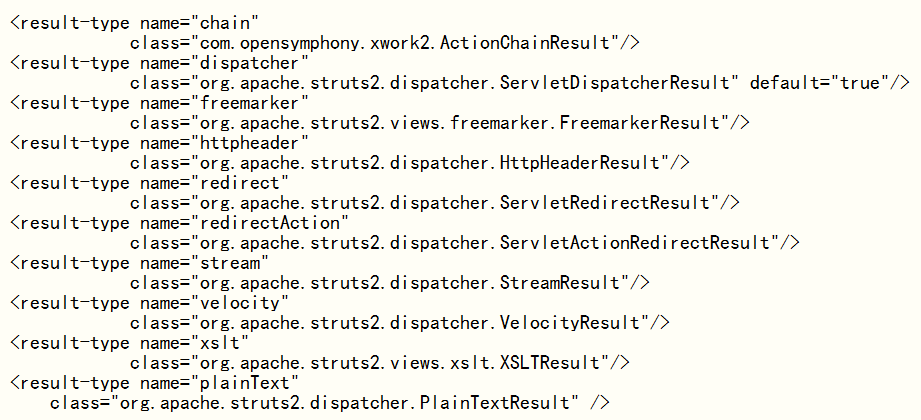 <result-type name="chain"
class="com.opensymphony.xwork2.ActionChainResult"/>
<result-type name="dispatcher"
class="org.apache.struts2.dispatcher.ServletDispatcherResult" default="true"/>
<result-type name="freemarker"
class="org.apache.struts2.views.freemarker.FreemarkerResult"/>
<result-type name="httpheader"
class="org.apache.struts2.dispatcher.HttpHeaderResult"/>
<result-type name="redirect"
class="org.apache.struts2.dispatcher.ServletRedirectResult"/>
<result-type name="redirectAction"
class="org.apache.struts2.dispatcher.ServletActionRedirectResult"/>
<result-type name="stream"
class="org.apache.struts2.dispatcher.StreamResult"/>
<result-type name="velocity"
class="org.apache.struts2.dispatcher.VelocityResult"/>
<result-type name="xslt"
class="org.apache.struts2.views.xslt.XSLTResult"/>
<result-type name="plainText"
class="org.apache.struts2.dispatcher.PlainTextResult" />